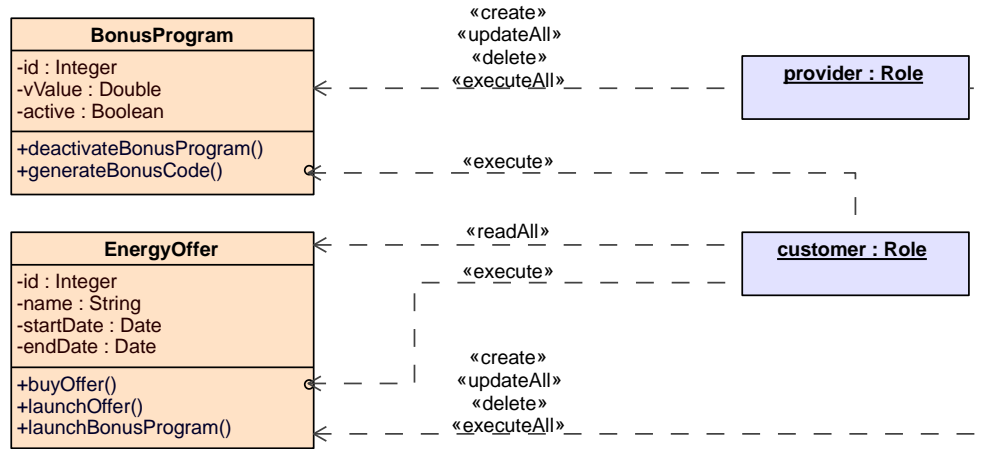 BonusProgram
-id : Integer
-vValue : Double
-active : Boolean
+deactivateBonusProgram()
+generateBonusCode()
«create»
«updateAll»
«delete»
«executeAll»
provider : Role
«execute»
EnergyOffer
-id : Integer
-name : String
-startDate : Date
-endDate : Date
+buyOffer()
+launchOffer()
+launchBonusProgram()
«readAll»
«execute»
customer : Role
«create»
«updateAll»
«delete»
«executeAll»